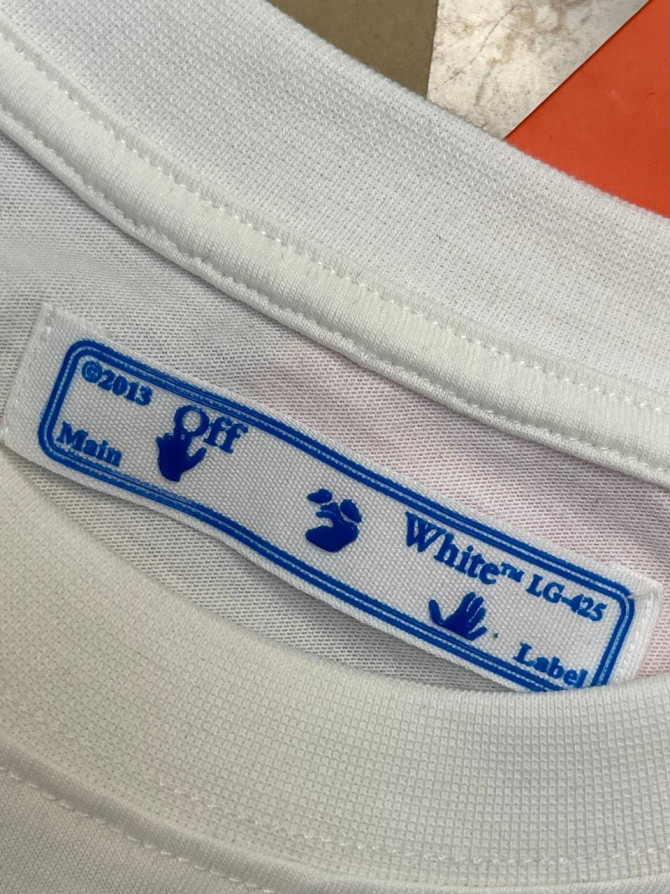 ©2013 Off White™ LG-425
Main Label